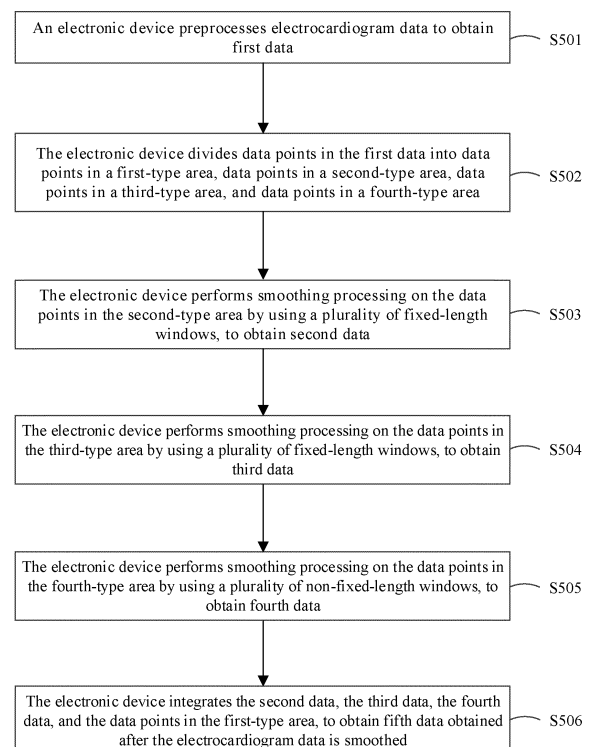 An electronic device preprocesses electrocardiogram data to obtain
first data
S501
The electronic device divides data points in the first data into data
points in a first-type area, data points in a second-type area, data
points in a third-type area, and data points in a fourth-type area
S502
The electronic device performs smoothing processing on the data
points in the second-type area by using a plurality of fixed-length
windows, to obtain second data
S503
The electronic device performs smoothing processing on the data points in
the third-type area by using a plurality of fixed-length windows, to obtain
third data
S504
The electronic device performs smoothing processing on the data points in
the fourth-type area by using a plurality of non-fixed-length windows, to
obtain fourth data
S505
The electronic device integrates the second data, the third data, the fourth
data, and the data points in the first-type area, to obtain fifth data obtained
after the electrocardiogram data is smoothed
S506